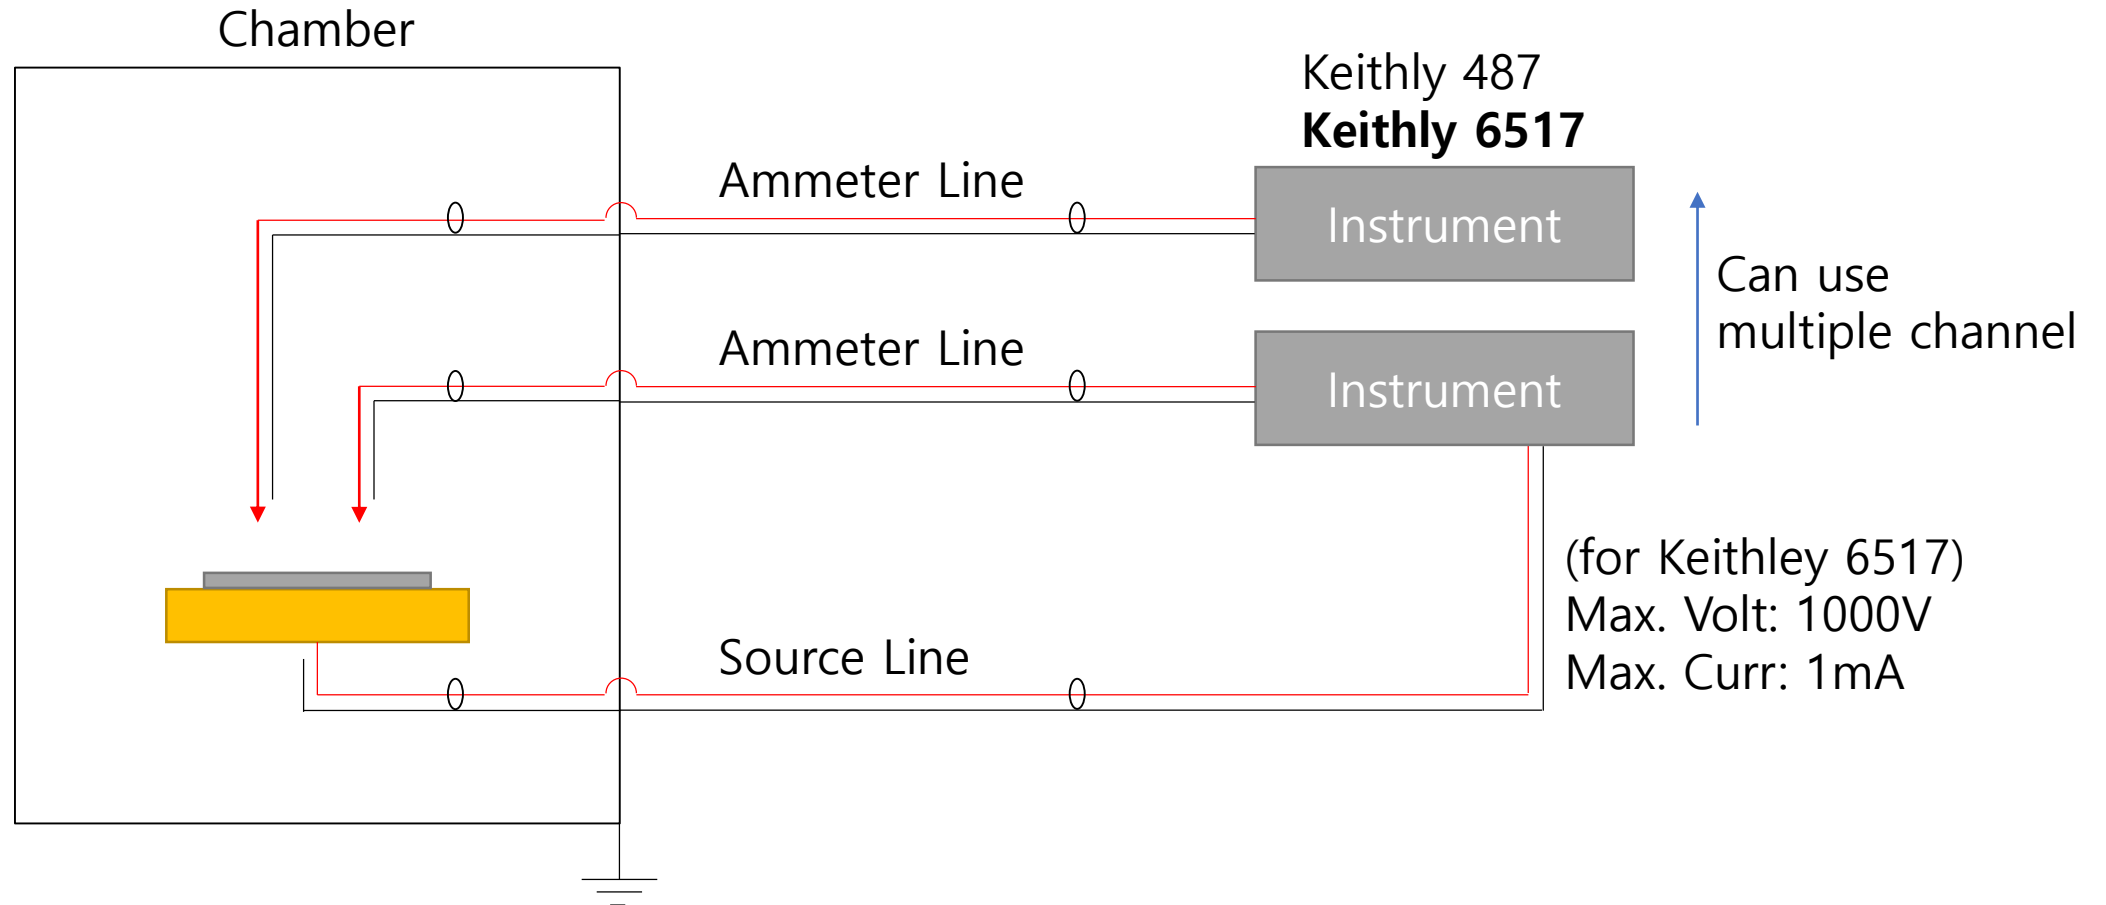 Chamber
Keithly 487
Keithly 6517
Ammeter Line
Instrument
Can use
multiple channel
Ammeter Line
Instrument
(for Keithley 6517)
Max. Volt: 1000V
Max. Curr: 1mA
Source Line